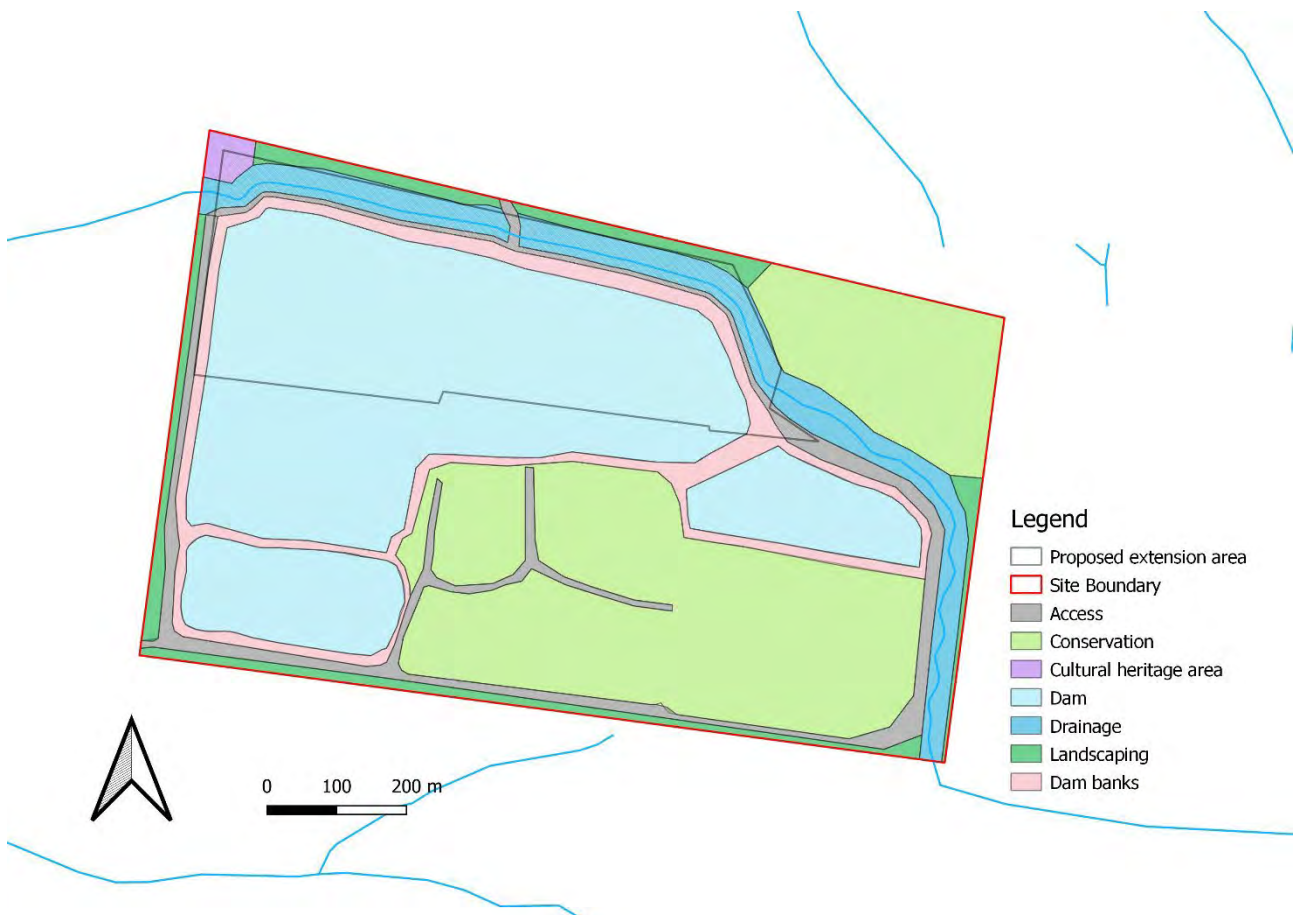 Legend
Proposed extension area
Site Boundary
Access
Conservation
Cultural heritage area
Dam
Drainage
Landscaping
Dam banks
0 100 200 m